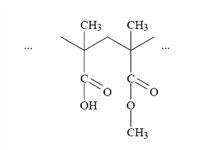 CH₃ CH₃
... ...
C O C O
OH O
CH₃